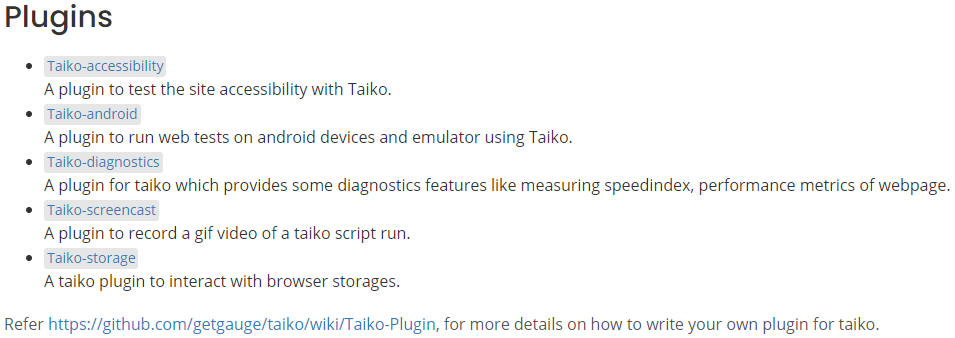 Plugins
Taiko-accessibility
A plugin to test the site accessibility with Taiko.
Taiko-android
A plugin to run web tests on android devices and emulator using Taiko.
Taiko-diagnostics
A plugin for taiko which provides some diagnostics features like measuring speedindex, performance metrics of webpage.
Taiko-screencast
A plugin to record a gif video of a taiko script run.
Taiko-storage
A taiko plugin to interact with browser storages.
Refer https://github.com/getgauge/taiko/wiki/Taiko-Plugin, for more details on how to write your own plugin for taiko.